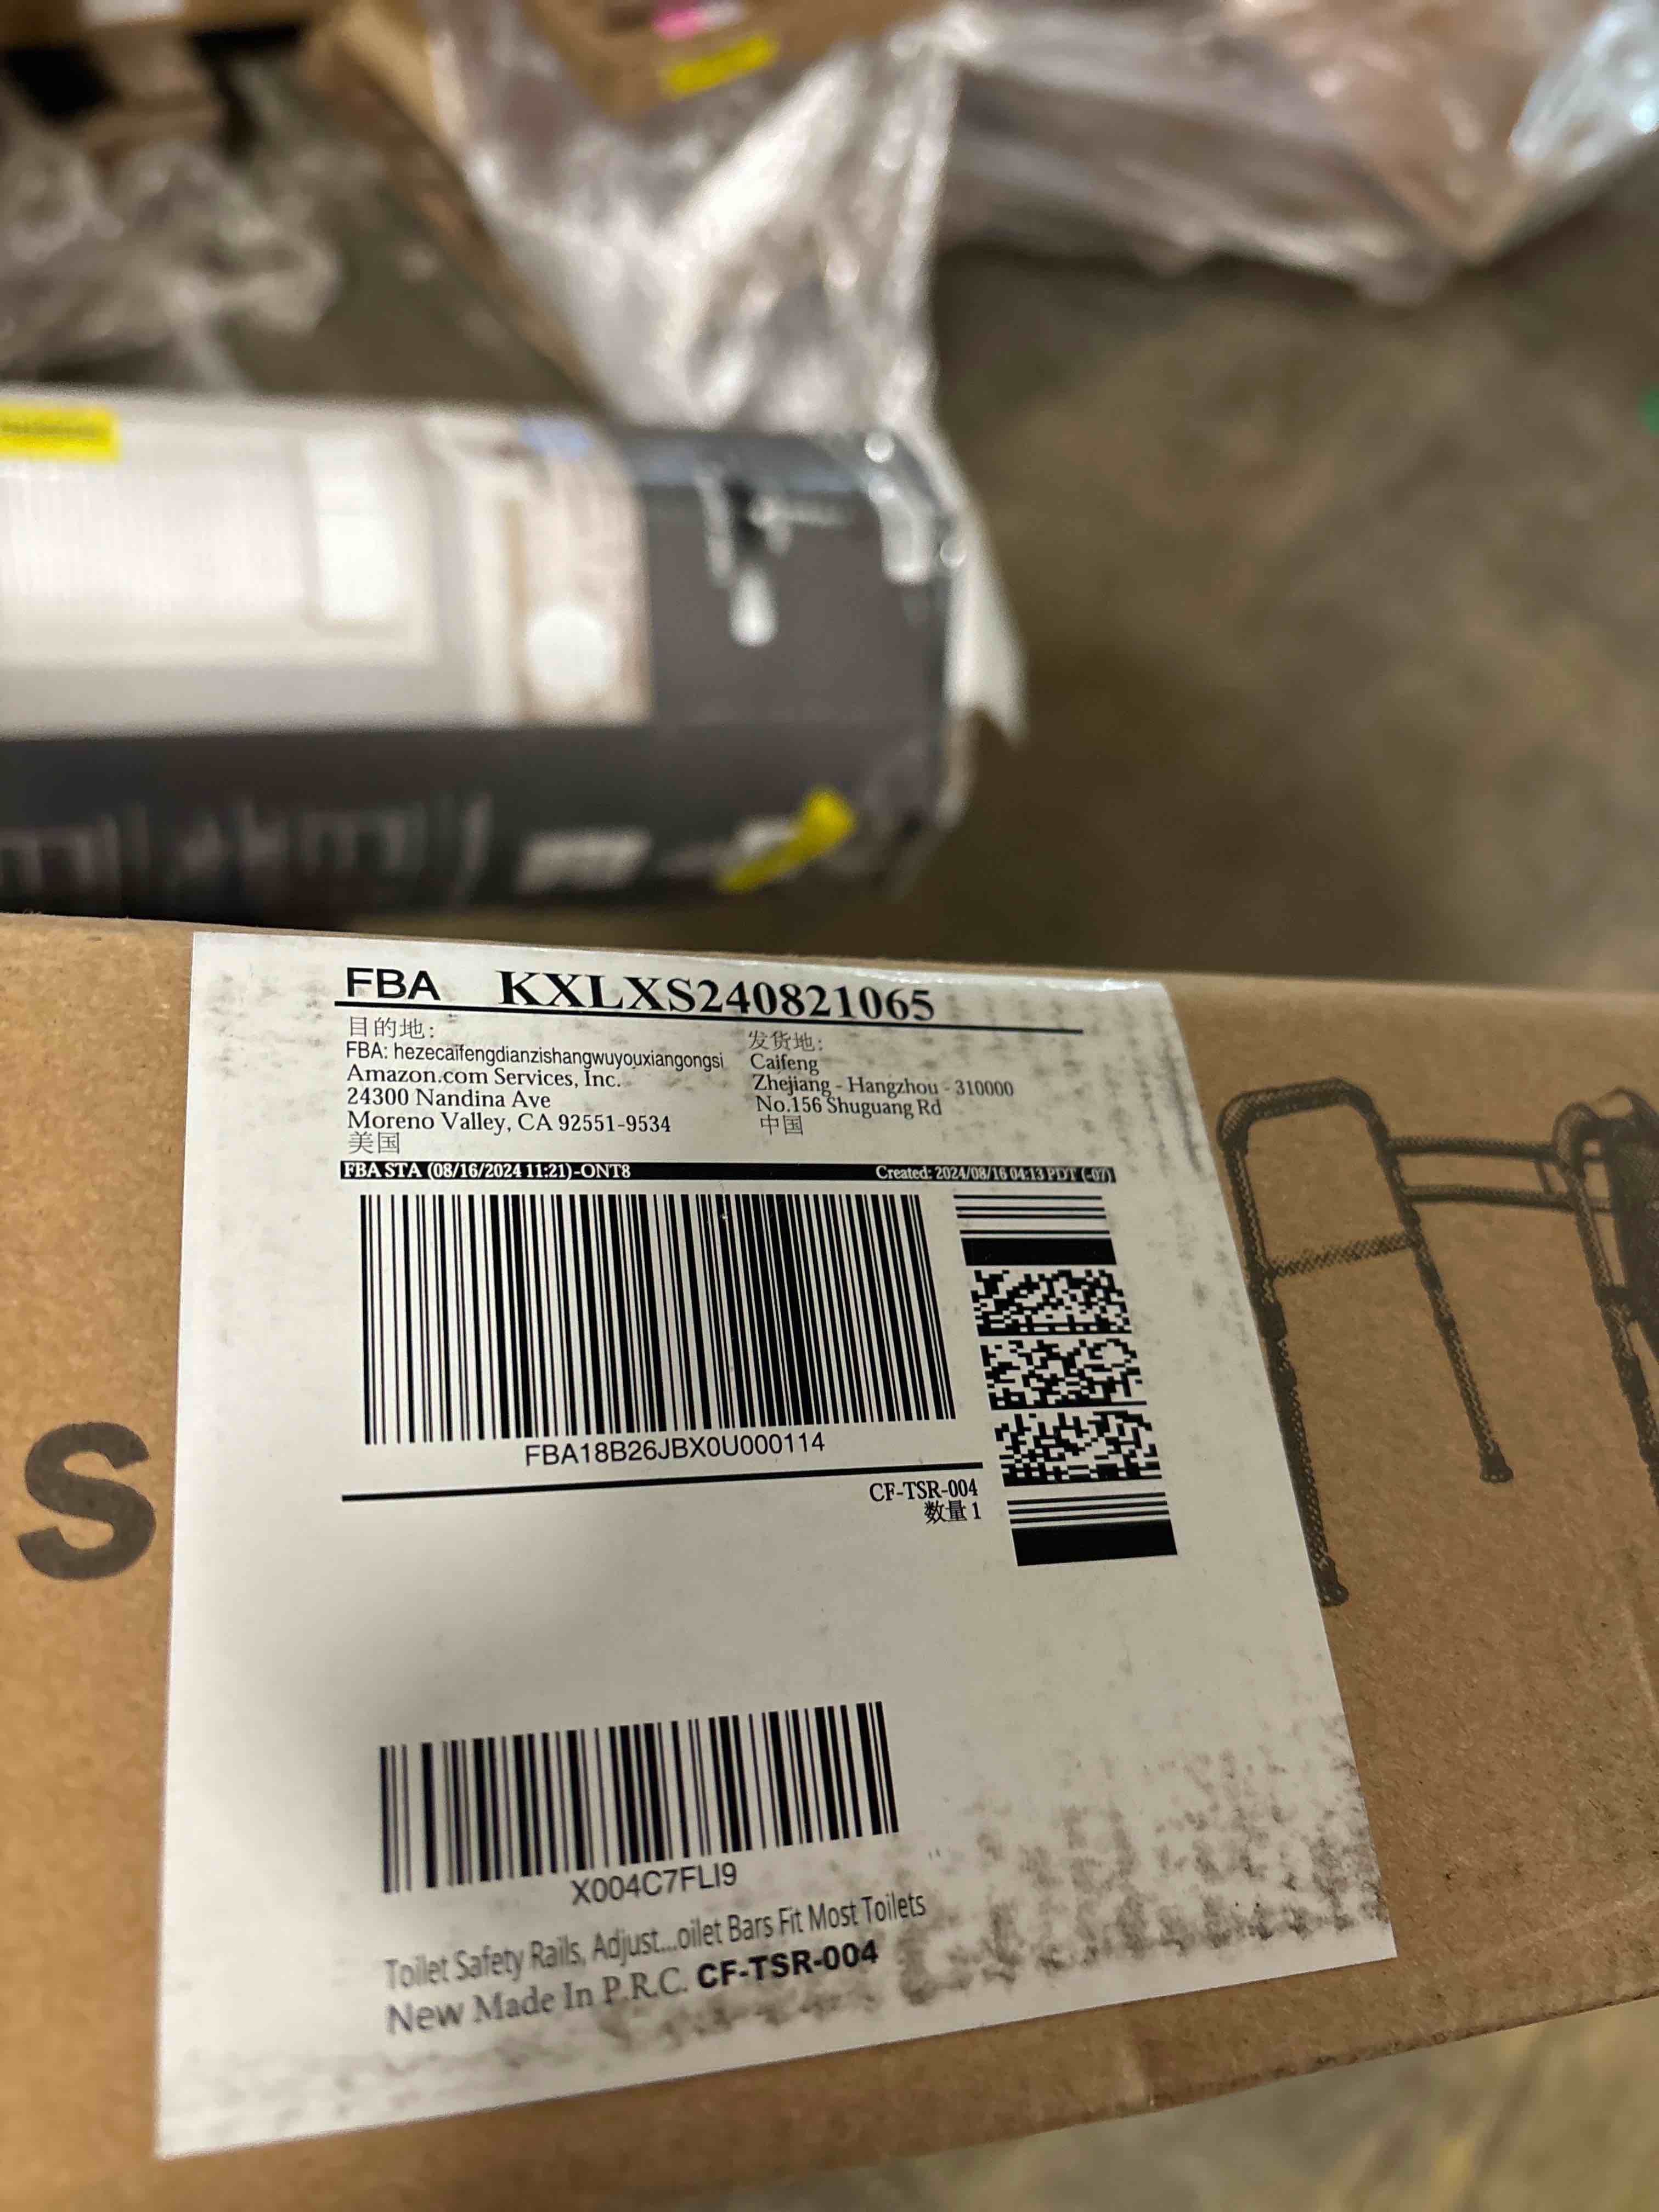 FBA KXLXS240821065
目的地:
FBA: hezecaifengdianzishangwuyouxiangongsi
Amazon.com Services, Inc.
24300 Nandina Ave
Moreno Valley, CA 92551-9534
美国
发货地:
Caifeng
Zhejiang - Hangzhou - 310000
No.156 Shuguang Rd
中国
FBA STA (08/16/2024 11:21)-ONT8
Created: 2024/08/16 04:13 PDT (-07)
FBA18B26JBX0U000114
CF-TSR-004
数量 1
S
X004C7FLI9
Toilet Safety Rails, Adjust...oilet Bars Fit Most Toilets
New Made In P.R.C. CF-TSR-004